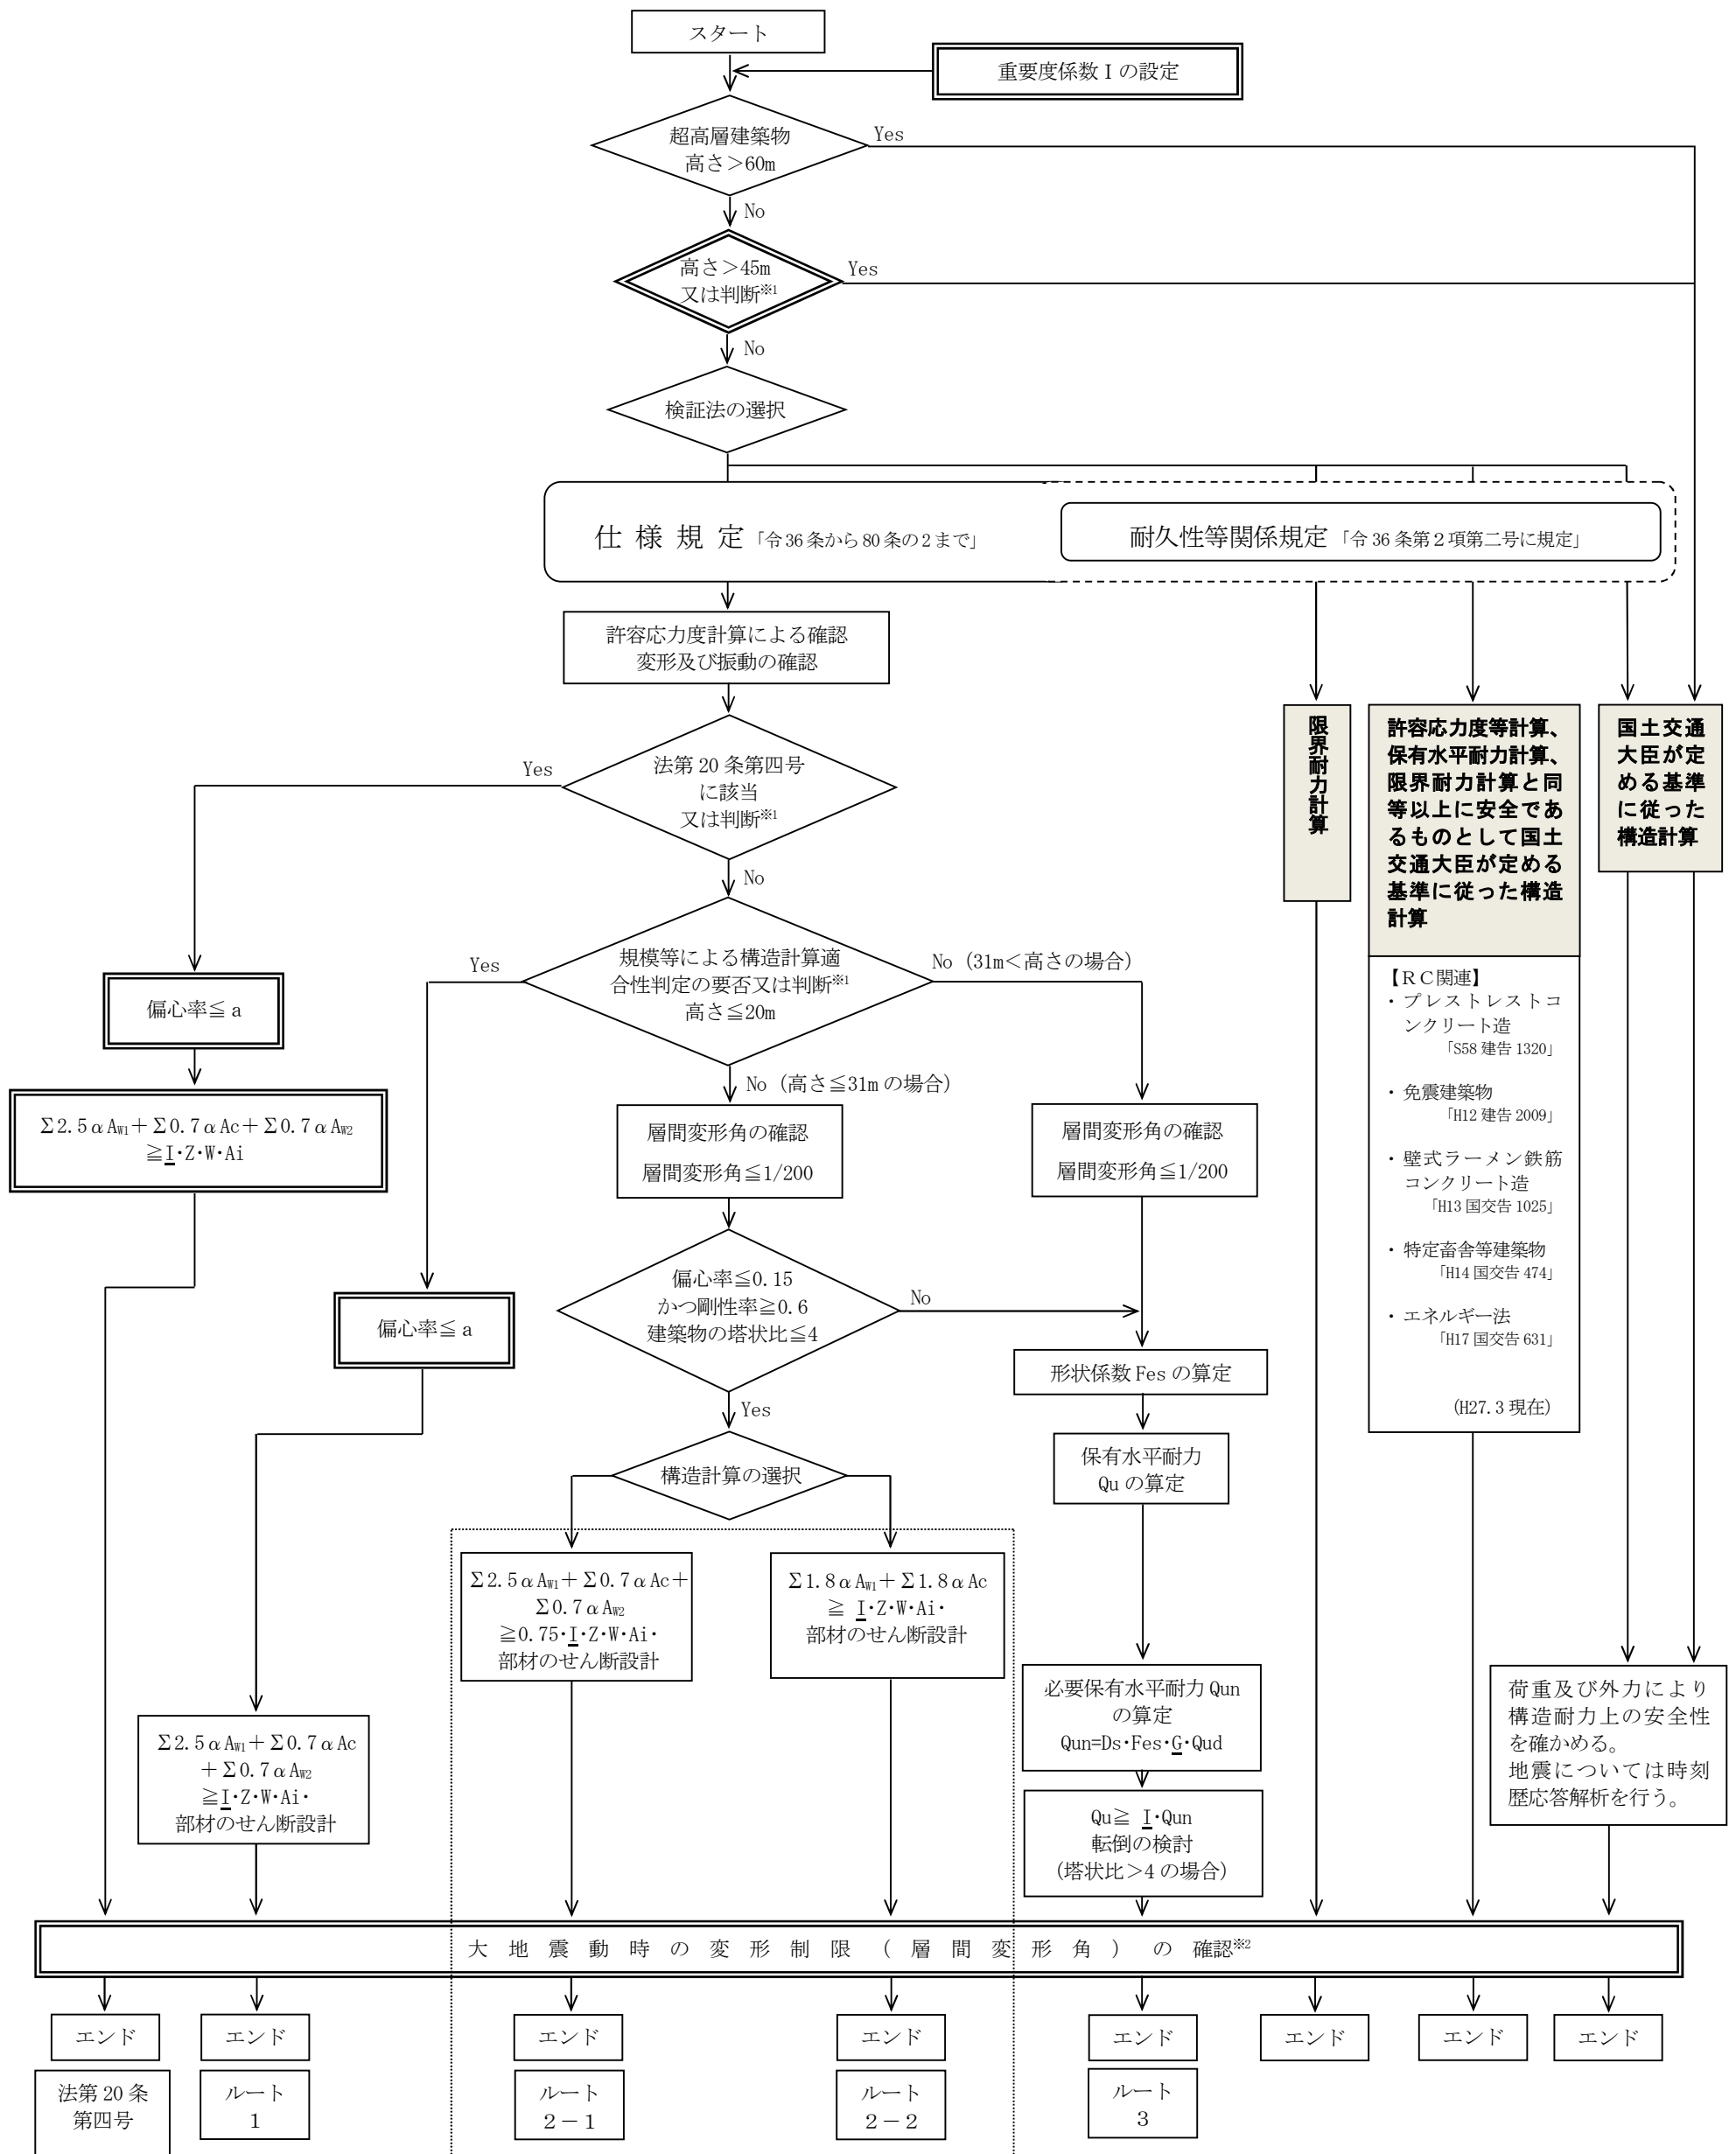 スタート
重要度係数Ｉの設定
超高層建築物
高さ＞60m
Yes
No
高さ＞45m
又は判断※1
Yes
No
検証法の選択
仕 様 規 定「令36条から80条の2まで」
耐久性等関係規定「令36条第２項第二号に規定」
許容応力度計算による確認
変形及び振動の確認
法第20条第四号
に該当
又は判断※1
Yes
No
限界耐力計算
許容応力度等計算、
保有水平耐力計算、
限界耐力計算と同
等以上に安全であ
るものとして国土
交通大臣が定める
基準に従った構造
計算
国土交通
大臣が定
める基準
に従った
構造計算
規模等による構造計算適
合性判定の要否又は判断※1
高さ≦20m
Yes
No（31m＜高さの場合）
No（高さ≦31mの場合）
偏心率≦a
Σ2.5αAW1＋Σ0.7αAc＋Σ0.7αAW2
≧I･Z･W･Ai
層間変形角の確認
層間変形角≦1/200
層間変形角の確認
層間変形角≦1/200
【ＲＣ関連】
・プレストレストコ
ンクリート造
「S58建告1320」
・免震建築物
「H12建告2009」
・壁式ラーメン鉄筋
コンクリート造
「H13国交告1025」
・特定畜舎等建築物
「H14国交告474」
・エネルギー法
「H17国交告631」
（H27.3現在）
偏心率≦a
偏心率≦0.15
かつ剛性率≧0.6
建築物の塔状比≦4
No
Yes
形状係数Fesの算定
保有水平耐力
Quの算定
構造計算の選択
Σ2.5αAW1＋Σ0.7αAc＋
Σ0.7αAW2
≧0.75･I･Z･W･Ai･
部材のせん断設計
Σ1.8αAW1＋Σ1.8αAc
≧ I･Z･W･Ai･
部材のせん断設計
必要保有水平耐力Qun
の算定
Qun=Ds･Fes･G･Qud
荷重及び外力により
構造耐力上の安全性
を確かめる。
地震については時刻
歴応答解析を行う。
Σ2.5αAW1＋Σ0.7αAc
＋Σ0.7αAW2
≧I･Z･W･Ai･
部材のせん断設計
Qu≧ I･Qun
転倒の検討
（塔状比＞4の場合）
大 地 震 動 時 の 変 形 制 限 （ 層 間 変 形 角 ） の 確認※2
エンド
エンド
エンド
エンド
エンド
エンド
エンド
エンド
法第20条
第四号
ルート
１
ルート
２－１
ルート
２－２
ルート
３